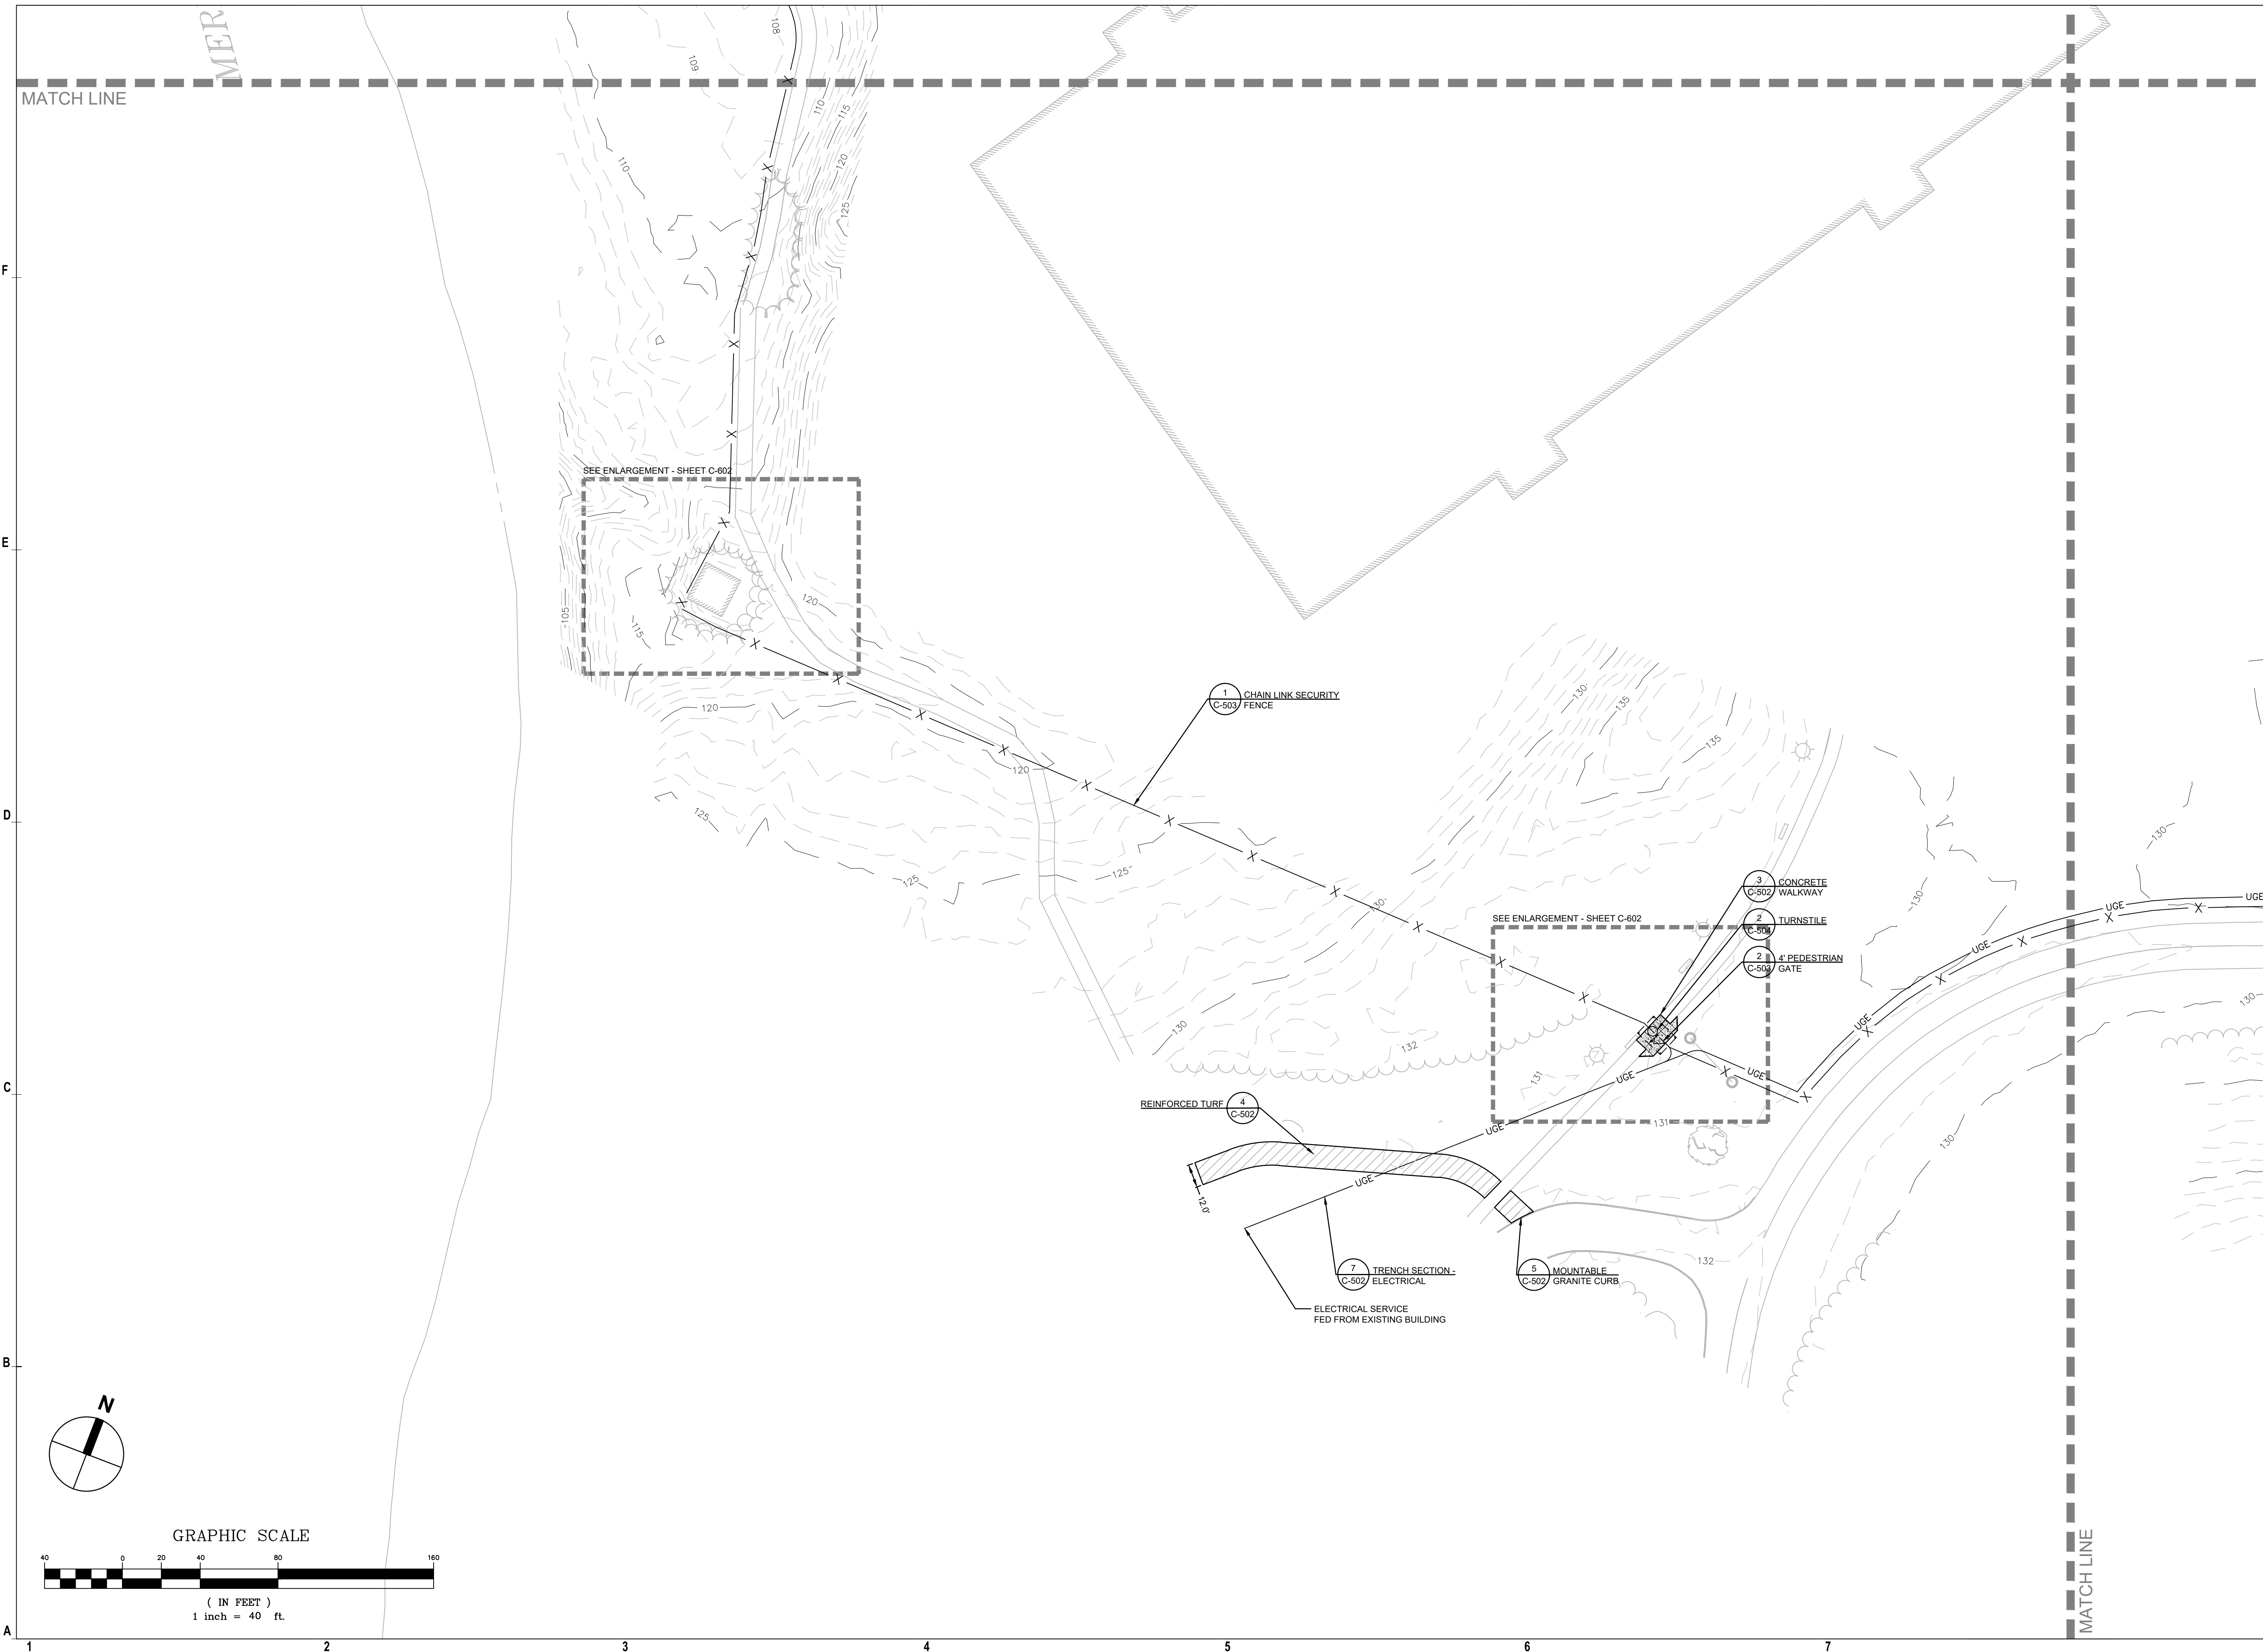 MER
108
109
MATCH LINE
110
115
110
120
125
F
SEE ENLARGEMENT - SHEET C-602
E
105
115
120
1
C-503
CHAIN LINK SECURITY
FENCE
120
130
135
135
120
125
D
130
125
125
3
C-502
CONCRETE
WALKWAY
130
130
UGE
UGE
SEE ENLARGEMENT - SHEET C-602
2
C-504
TURNSTILE
UGE
2
C-503
4' PEDESTRIAN
GATE
130
130
UGE
132
131
UGE
UGE
C
REINFORCED TURF
4
C-502
UGE
131
130
UGE
12.0'
7
C-502
TRENCH SECTION -
ELECTRICAL
5
C-502
MOUNTABLE
GRANITE CURB
132
ELECTRICAL SERVICE
FED FROM EXISTING BUILDING
B
N
GRAPHIC SCALE
40 0 20 40 80 160
( IN FEET )
1 inch = 40 ft.
MATCH LINE
A
1 2 3 4 5 6 7